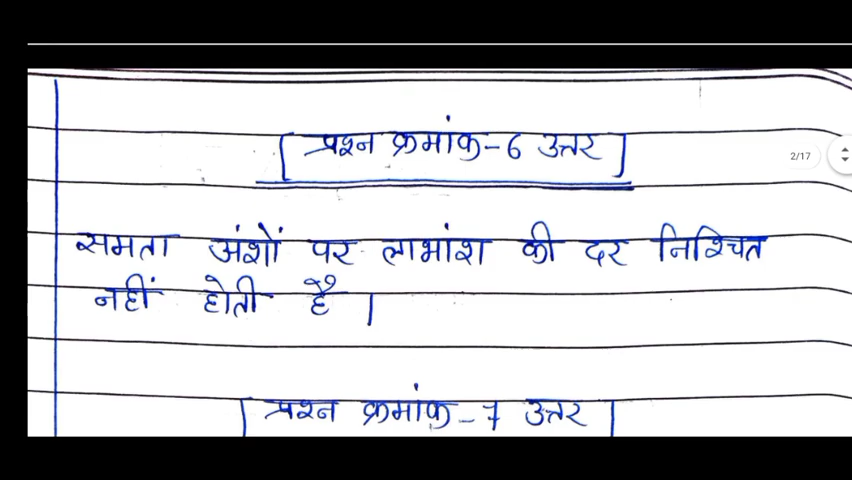 [ प्रश्न क्रमांक-6 उत्तर ]
2/17
समता अंशों पर लाभांश की दर निश्चित
नहीं होती है ।
[ प्रश्न क्रमांक-7 उत्तर ]